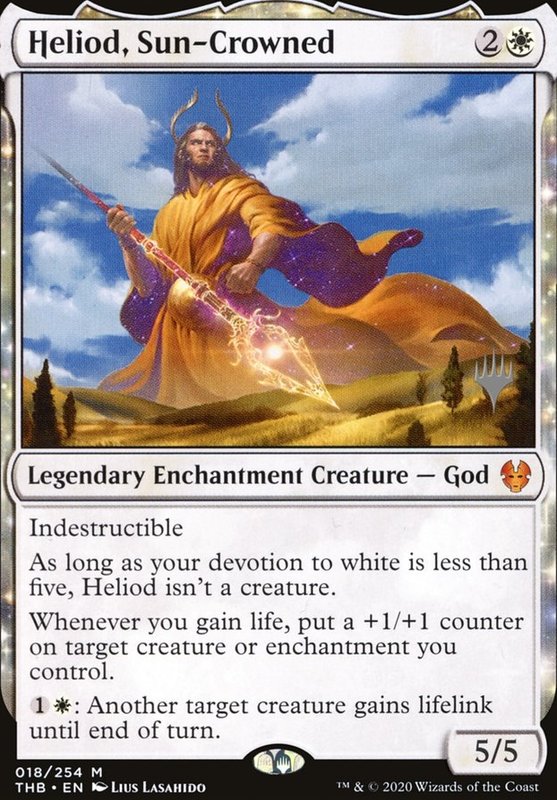 Heliod, Sun-Crowned 2
Legendary Enchantment Creature — God
Indestructible
As long as your devotion to white is less than
five, Heliod isn't a creature.
Whenever you gain life, put a +1/+1 counter
on target creature or enchantment you
control.
1 : Another target creature gains lifelink
until end of turn.
5/5
018/254 M
THB • EN Lius Lasahido
™ & © 2020 Wizards of the Coast